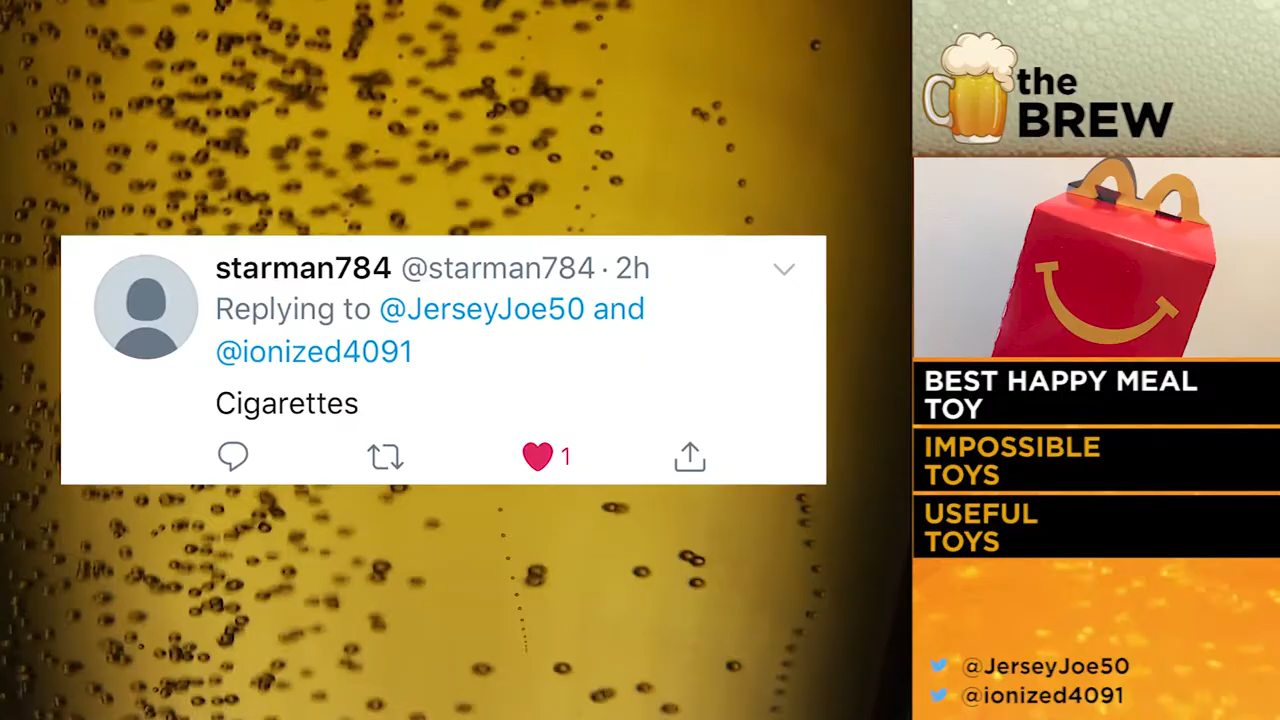 starman784 @starman784 · 2h
Replying to @JerseyJoe50 and
@ionized4091
Cigarettes
1
the
BREW
BEST HAPPY MEAL
TOY
IMPOSSIBLE
TOYS
USEFUL
TOYS
@JerseyJoe50
@ionized4091